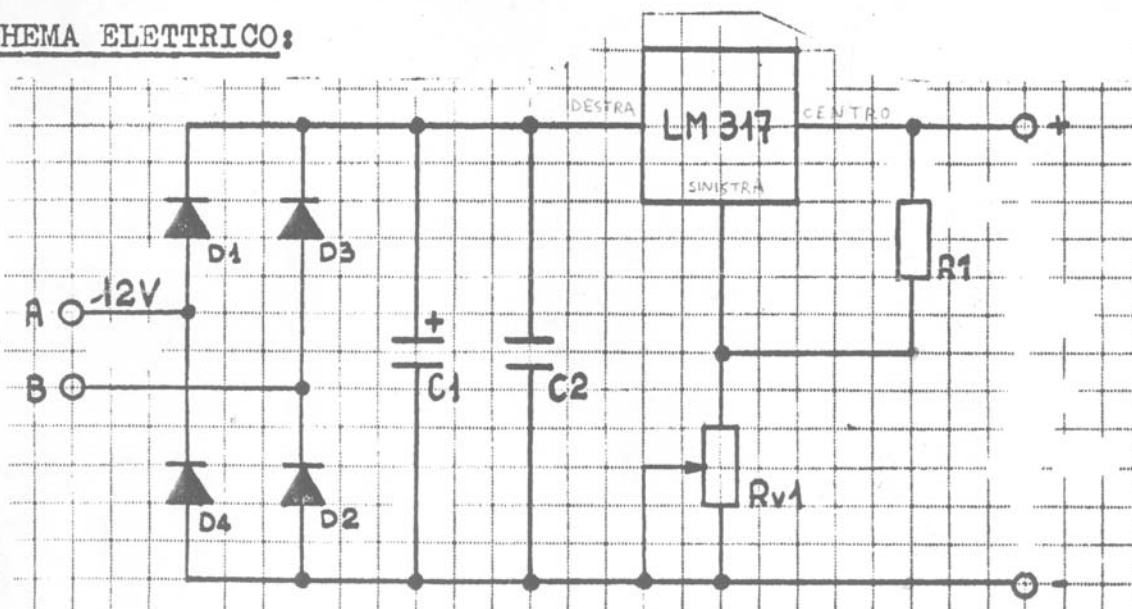 HEMA ELETTRICO:
DESTRA
LM 317
CENTRO
+
SINISTRA
D1
D3
R1
A
12V
+
B
C1
C2
D4
D2
Rv1
-